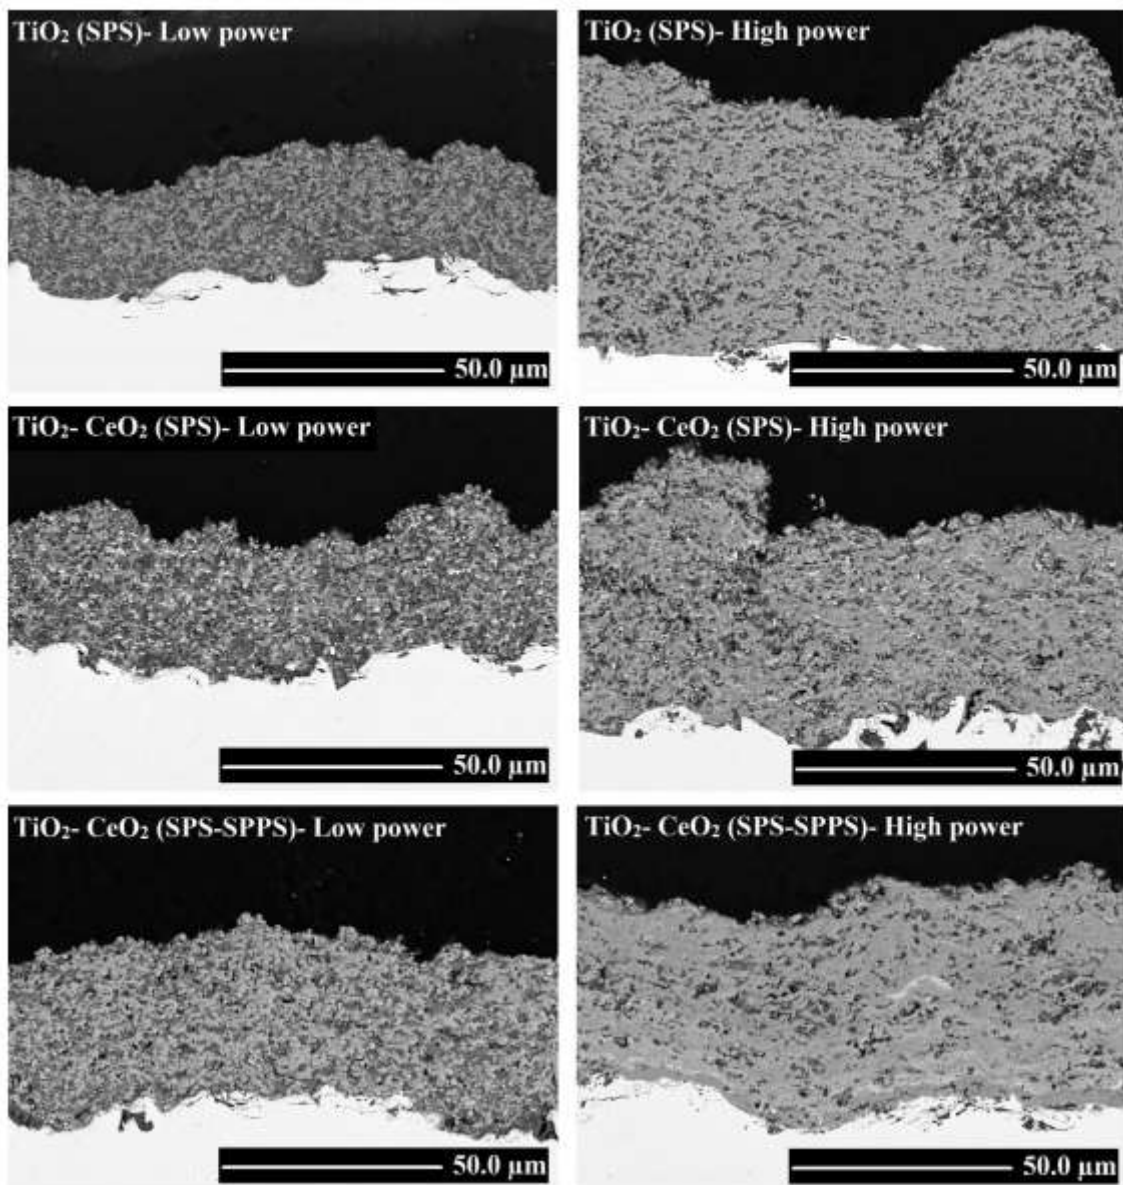 TiO₂ (SPS)- Low power
TiO₂ (SPS)- High power
50.0 µm
50.0 µm
TiO₂- CeO₂ (SPS)- Low power
TiO₂- CeO₂ (SPS)- High power
50.0 µm
50.0 µm
TiO₂- CeO₂ (SPS-SPPS)- Low power
TiO₂- CeO₂ (SPS-SPPS)- High power
50.0 µm
50.0 µm